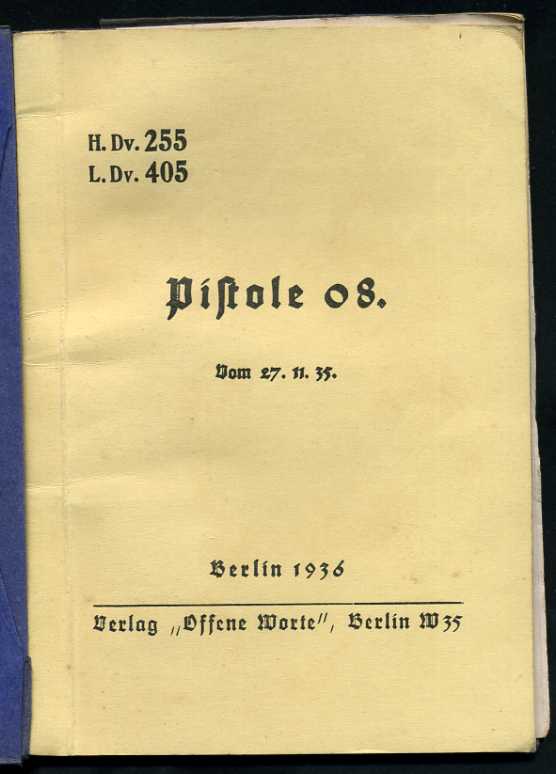 H. Dv. 255
L. Dv. 405
Piſtole 08.
Vom 27. 11. 35.
Berlin 1936
Verlag „Offene Worte", Berlin W 35